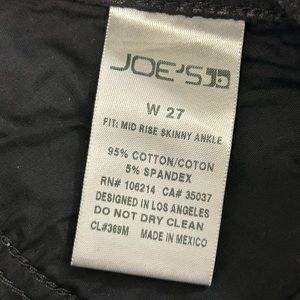 JOE'S
W 27
FIT: MID RISE SKINNY ANKLE
95% COTTON/COTON
5% SPANDEX
RN# 106214 CA# 35037
DESIGNED IN LOS ANGELES
DO NOT DRY CLEAN
CL#369M MADE IN MEXICO